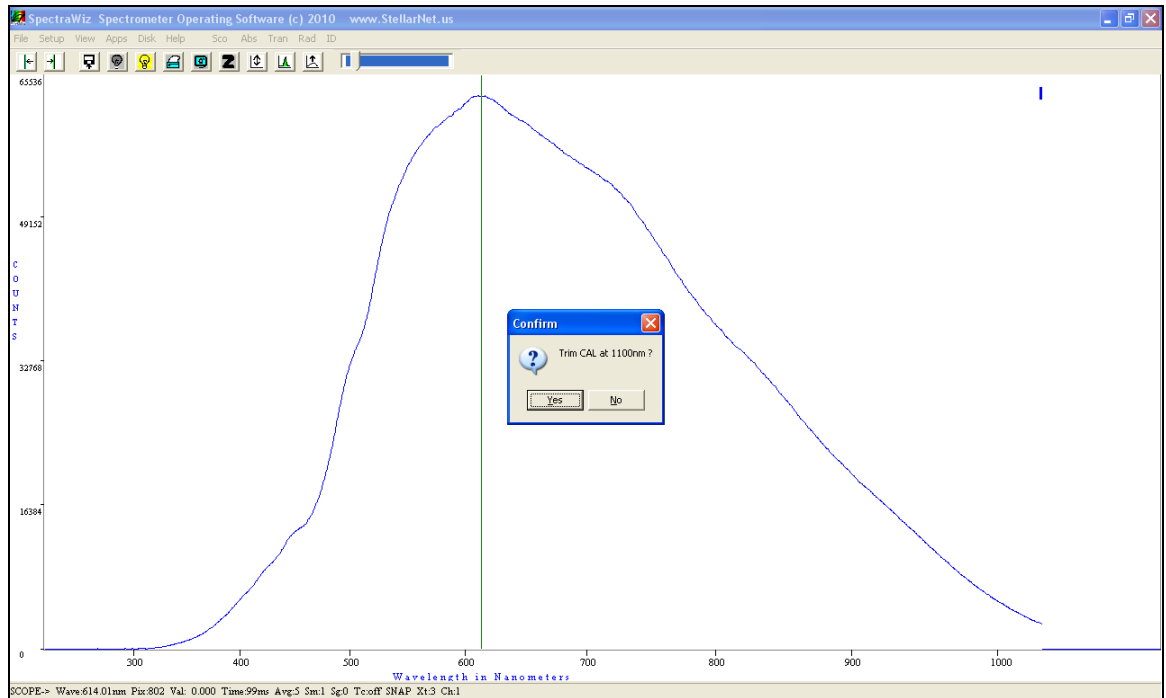 SpectraWiz Spectrometer Operating Software (c) 2010 www.StellarNet.us
File Setup View Apps Disk Help Sco Abs Tran Rad ID
Z
65536
49152
COUNTS
32768
16384
0
Confirm
?
Trim CAL at 1100nm ?
Yes No
300 400 500 600 700 800 900 1000
Wavelength in Nanometers
SCOPE-> Wave:614.01nm Pix:802 Val: 0.000 Time:99ms Avg:5 Sm:1 Sg:0 Tc:off SNAP Xt:3 Ch:1